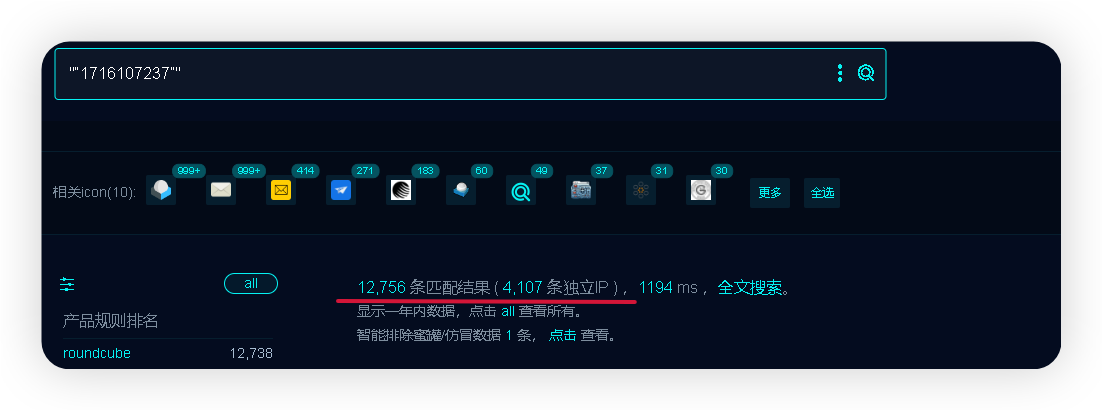 ""1716107237""
999+ 999+ 414 271 183 60 49 37 31 30
相关icon(10): 更多 全选
all
12,756 条匹配结果 ( 4,107 条独立IP ) ， 1194 ms ， 全文搜索。
显示一年内数据，点击 all 查看所有。
产品规则排名
智能排除蜜罐/仿冒数据 1 条， 点击 查看。
roundcube 12,738